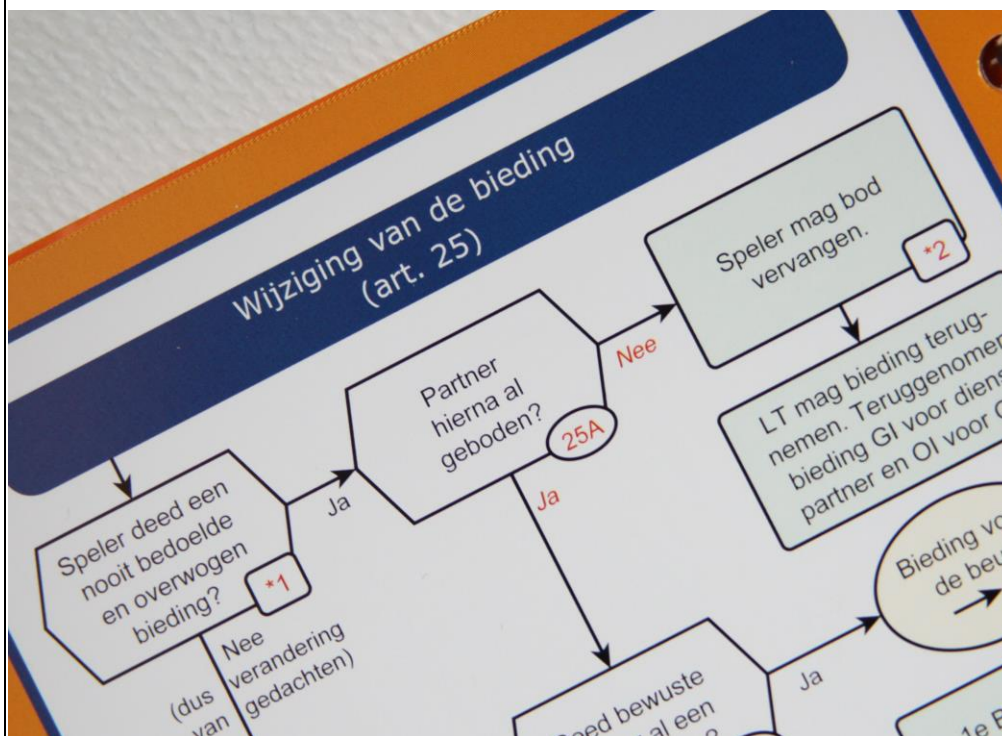 Wijziging van de bieding
(art. 25)
Speler deed een
nooit bedoelde
en overwogen
bieding?
*1
Ja
Nee
(dus verandering
van gedachten)
Partner
hierna al
geboden?
25A
Nee
Ja
Speler mag bod
vervangen.
*2
LT mag bieding terug-
nemen. Teruggenomen
bieding GI voor diens
partner en OI voor
bewuste
al een
?
Ja
Bieding
de
1e